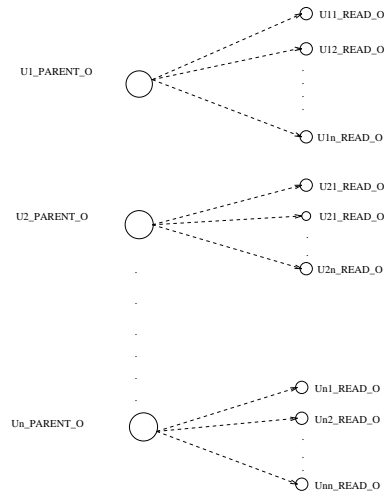 U11_READ_O
U12_READ_O
U1_PARENT_O
U1n_READ_O
U21_READ_O
U2_PARENT_O
U21_READ_O
U2n_READ_O
Un1_READ_O
Un_PARENT_O
Un2_READ_O
Unn_READ_O